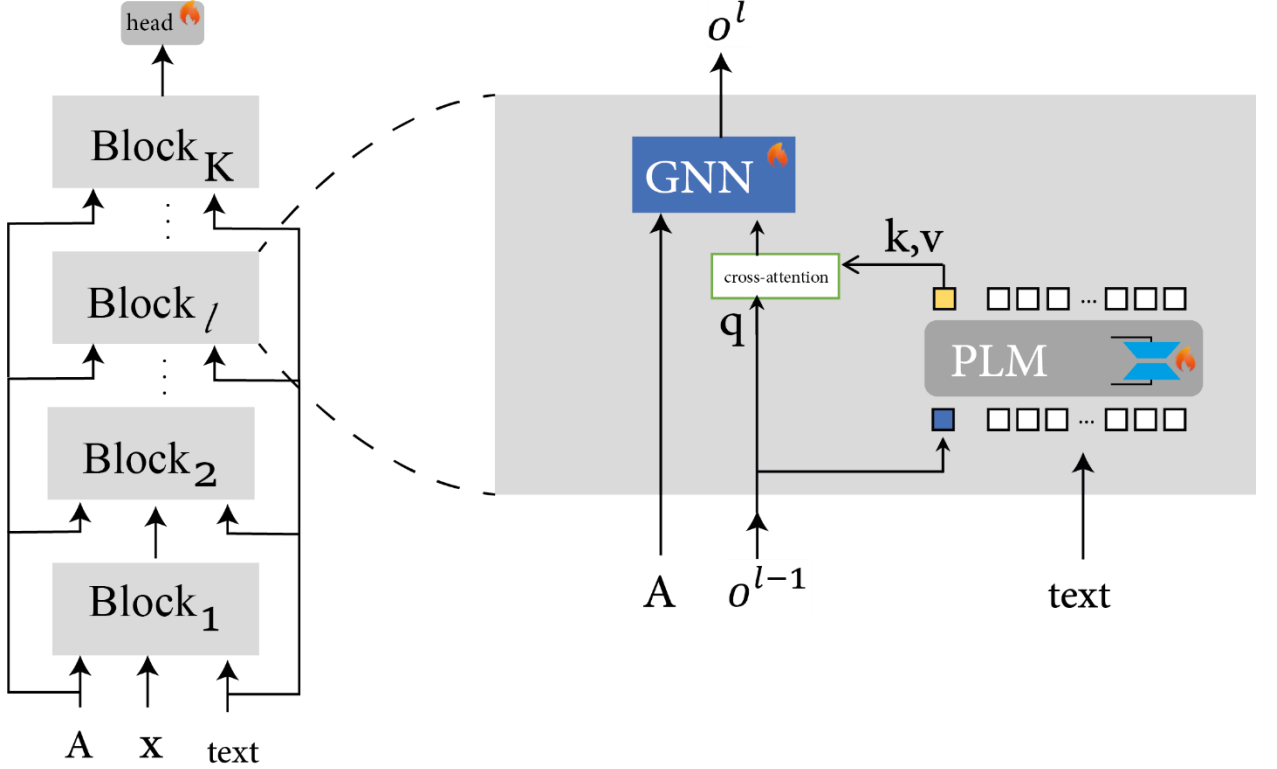 head
Block K
Block l
Block 2
Block 1
A x text
o^l
GNN
k,v
cross-attention
q
...
PLM
...
A o^{l−1} text